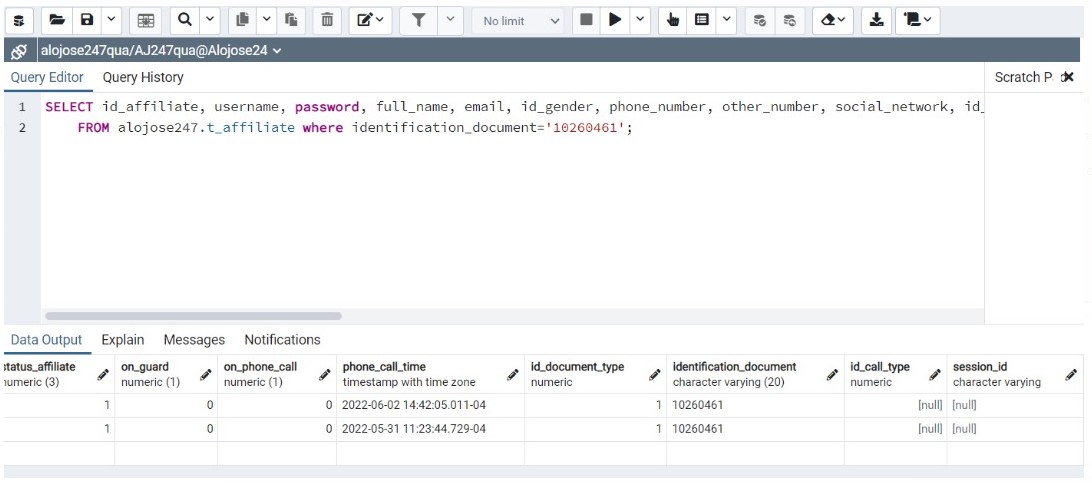 No limit
alojose247qua/AJ247qua@Alojose24
Query Editor Query History Scratch P
1 SELECT id_affiliate, username, password, full_name, email, id_gender, phone_number, other_number, social_network, id_
2 FROM alojose247.t_affiliate where identification_document='10260461';
Data Output Explain Messages Notifications
status_affiliate on_guard on_phone_call phone_call_time id_document_type identification_document id_call_type session_id
numeric (3) numeric (1) numeric (1) timestamp with time zone numeric character varying (20) numeric character varying
1 0 0 2022-06-02 14:42:05.011-04 1 10260461 [null] [null]
1 0 0 2022-05-31 11:23:44.729-04 1 10260461 [null] [null]